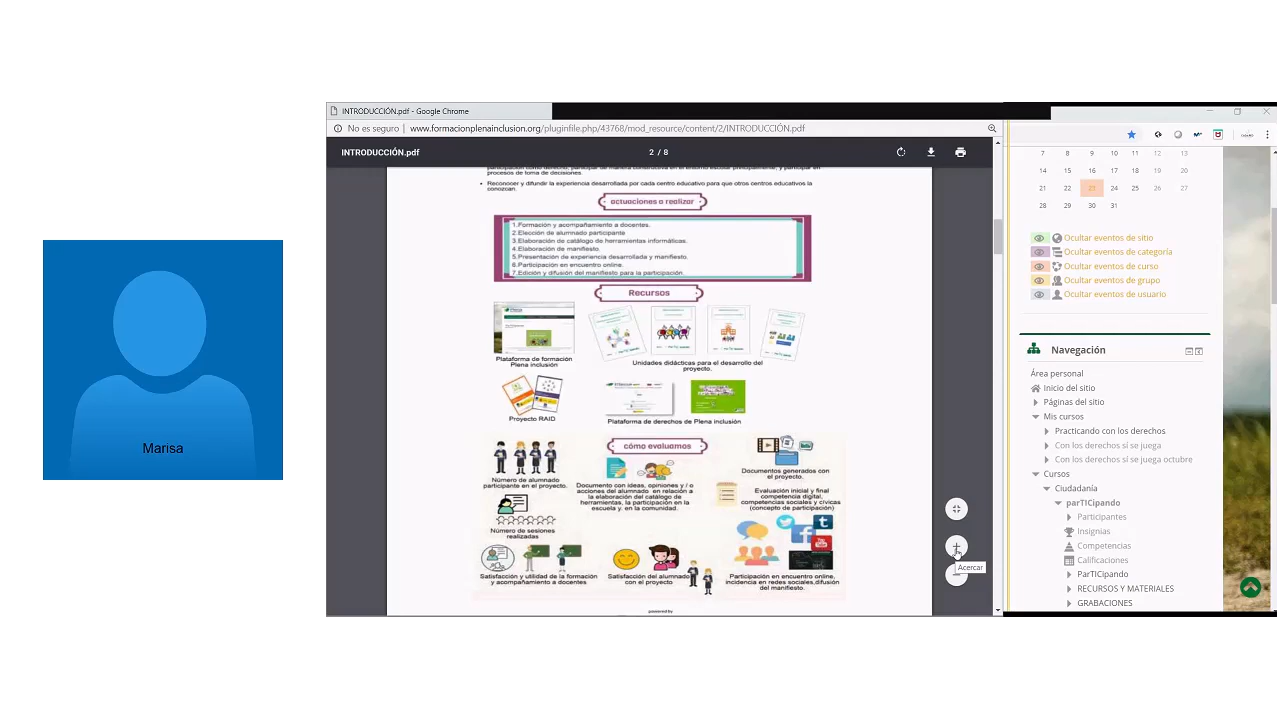 Marisa
INTRODUCCIÓN.pdf - Google Chrome
No es seguro | www.formacionplenainclusion.org/pluginfile.php/43768/mod_resource/content/2/INTRODUCCIÓN.pdf
INTRODUCCIÓN.pdf
2 / 8
procesos de toma de decisiones.
• Reconocer y difundir la experiencia desarrollada por cada centro educativo para que otros centros educativos la
conozcan.
actuaciones a realizar
1.Formación y acompañamiento a docentes.
2.Elección de alumnado participante
3.Elaboración de catálogo de herramientas informáticas.
4.Elaboración de manifiesto.
5.Presentación de experiencia desarrollada y manifiesto.
6.Participación en encuentro online.
7.Edición y difusión del manifiesto para la participación.
Recursos
Plataforma de formación
Plena inclusión
Unidades didácticas para el desarrollo del
proyecto.
Proyecto RAID
Plataforma de derechos de Plena inclusión
cómo evaluamos
Número de alumnado
participante en el proyecto.
Documento con ideas, opiniones y / o
acciones del alumnado en relación a
la elaboración del catálogo de
herramientas, la participación en la
escuela y. en la comunidad.
Documentos generados con
el proyecto.
Evaluación inicial y final
competencia digital,
competencias sociales y cívicas
(concepto de participación)
Número de sesiones
realizadas
Satisfacción y utilidad de la formación
y acompañamiento a docentes
Satisfacción del alumnado
con el proyecto
You
Tube
Participación en encuentro online,
incidencia en redes sociales,difusión
del manifiesto.
powered by
Acercar
7 8 9 10 11 12 13
14 15 16 17 18 19 20
21 22 23 24 25 26 27
28 29 30 31
Ocultar eventos de sitio
Ocultar eventos de categoría
Ocultar eventos de curso
Ocultar eventos de grupo
Ocultar eventos de usuario
Navegación
Área personal
Inicio del sitio
Páginas del sitio
Mis cursos
Practicando con los derechos
Con los derechos sí se juega
Con los derechos sí se juega octubre
Cursos
Ciudadanía
parTICipando
Participantes
Insignias
Competencias
Calificaciones
ParTICipando
RECURSOS Y MATERIALES
GRABACIONES